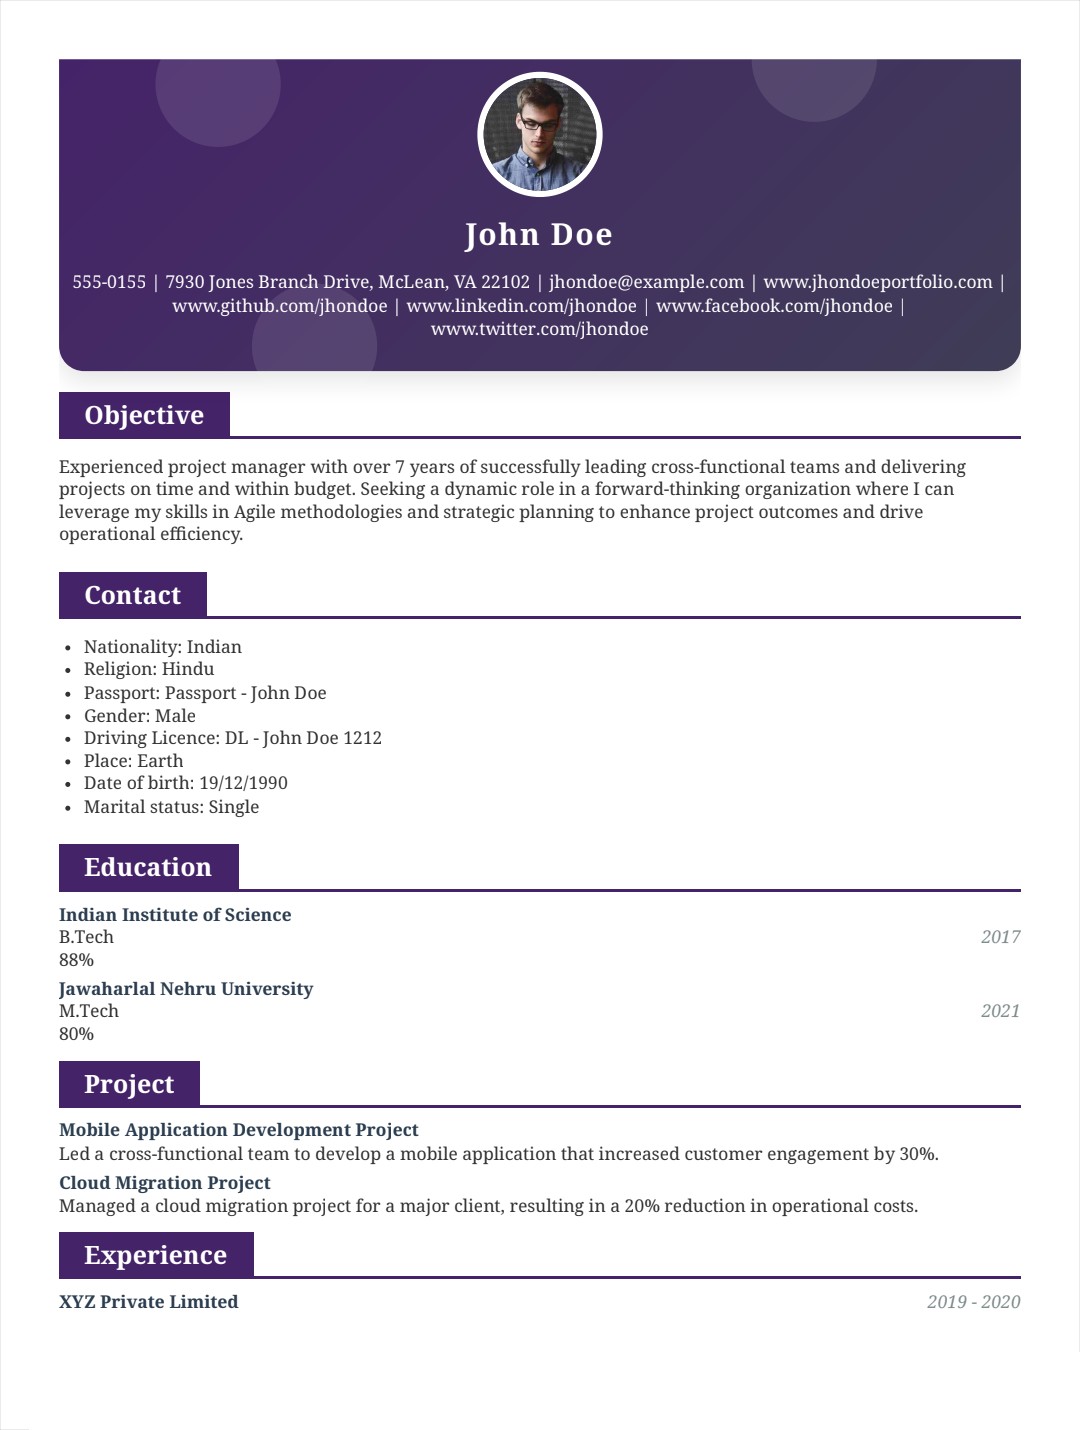 John Doe
555-0155 | 7930 Jones Branch Drive, McLean, VA 22102 | jhondoe@example.com | www.jhondoeportfolio.com |
www.github.com/jhondoe | www.linkedin.com/jhondoe | www.facebook.com/jhondoe |
www.twitter.com/jhondoe
Objective
Experienced project manager with over 7 years of successfully leading cross-functional teams and delivering
projects on time and within budget. Seeking a dynamic role in a forward-thinking organization where I can
leverage my skills in Agile methodologies and strategic planning to enhance project outcomes and drive
operational efficiency.
Contact
• Nationality: Indian
• Religion: Hindu
• Passport: Passport - John Doe
• Gender: Male
• Driving Licence: DL - John Doe 1212
• Place: Earth
• Date of birth: 19/12/1990
• Marital status: Single
Education
Indian Institute of Science
B.Tech 2017
88%
Jawaharlal Nehru University
M.Tech 2021
80%
Project
Mobile Application Development Project
Led a cross-functional team to develop a mobile application that increased customer engagement by 30%.
Cloud Migration Project
Managed a cloud migration project for a major client, resulting in a 20% reduction in operational costs.
Experience
XYZ Private Limited 2019 - 2020